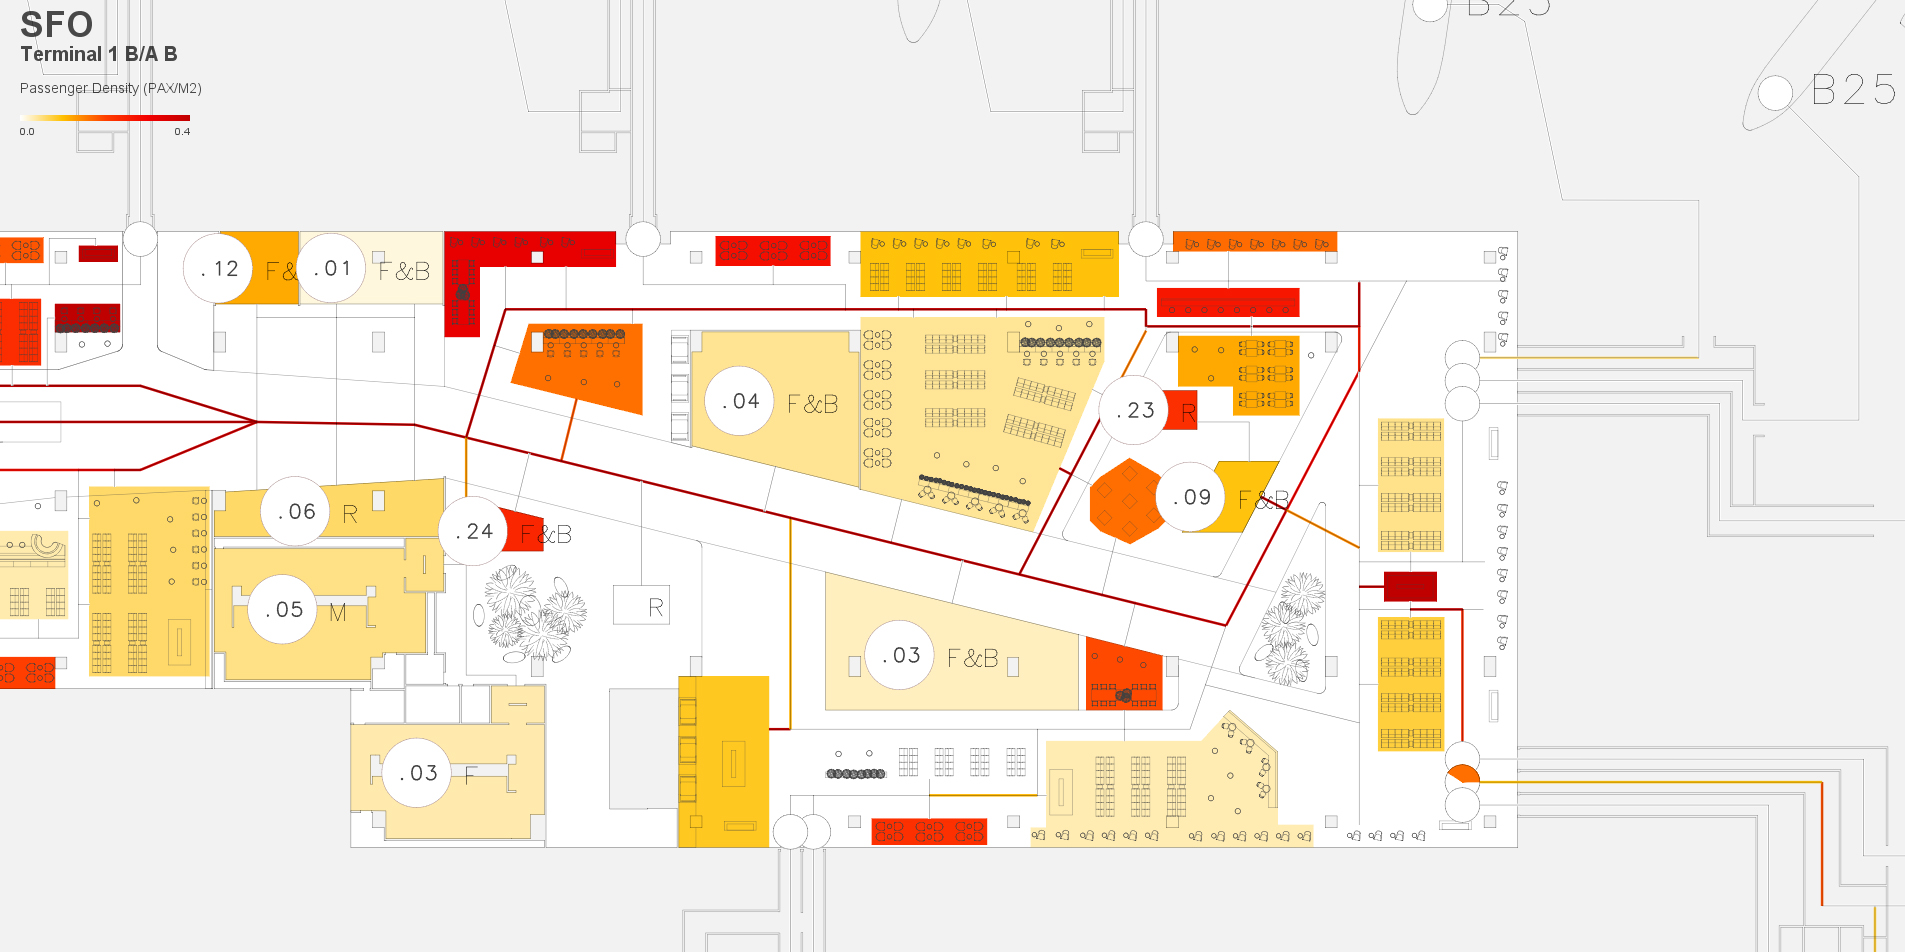 SFO
Terminal 1 B/A B
Passenger Density (PAX/M2)
0.0 0.4
B25
.12 F&
.01 F&B
.04 F&B
.23 R
.06 R
.24 F&B
.09 F&B
.05 M
R
.03 F&B
.03 F